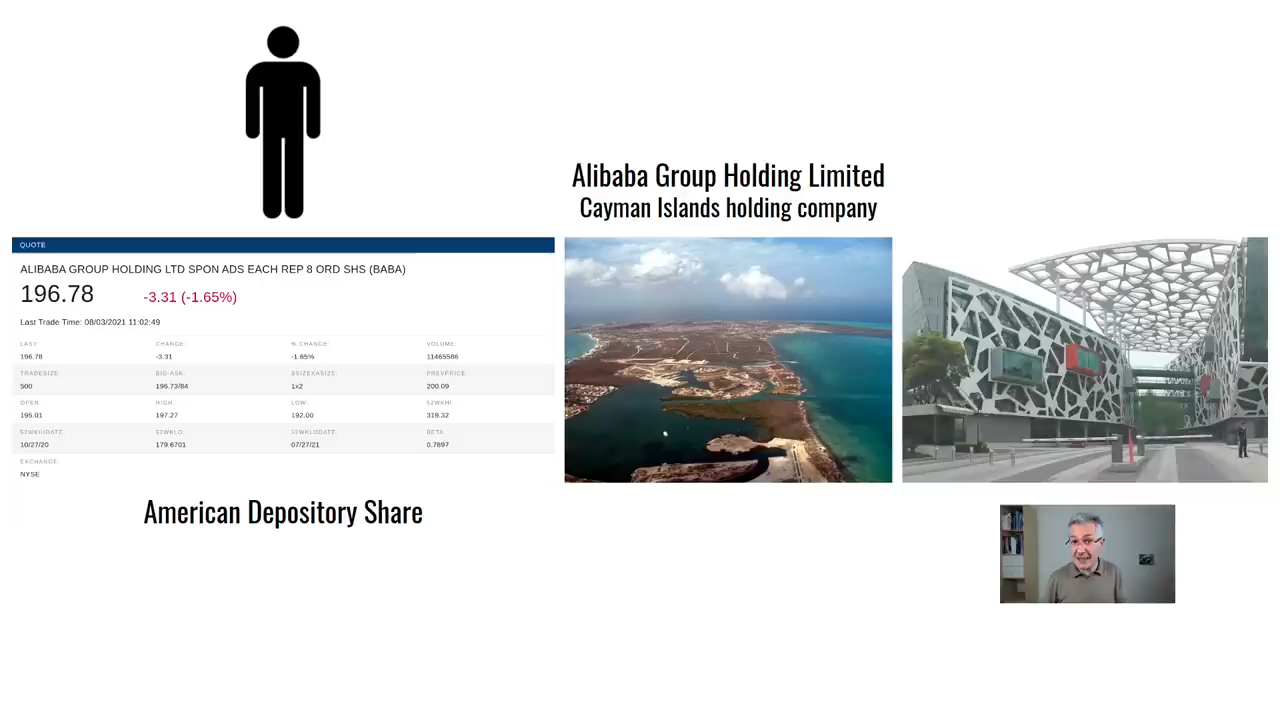 Alibaba Group Holding Limited
Cayman Islands holding company
QUOTE
ALIBABA GROUP HOLDING LTD SPON ADS EACH REP 8 ORD SHS (BABA)
196.78 -3.31 (-1.65%)
Last Trade Time: 08/03/2021 11:02:49
LAST: CHANGE: % CHANGE: VOLUME:
196.78 -3.31 -1.65% 11465586
TRADESIZE: BID-ASK: BSIZEXASIZE: PREVPRICE:
500 196.73/84 1x2 200.09
OPEN: HIGH: LOW: 52WKHI:
195.01 197.27 192.00 319.32
52WKHIDATE: 52WKLO: 52WKLODATE: BETA:
10/27/20 179.6701 07/27/21 0.7897
EXCHANGE:
NYSE
American Depository Share